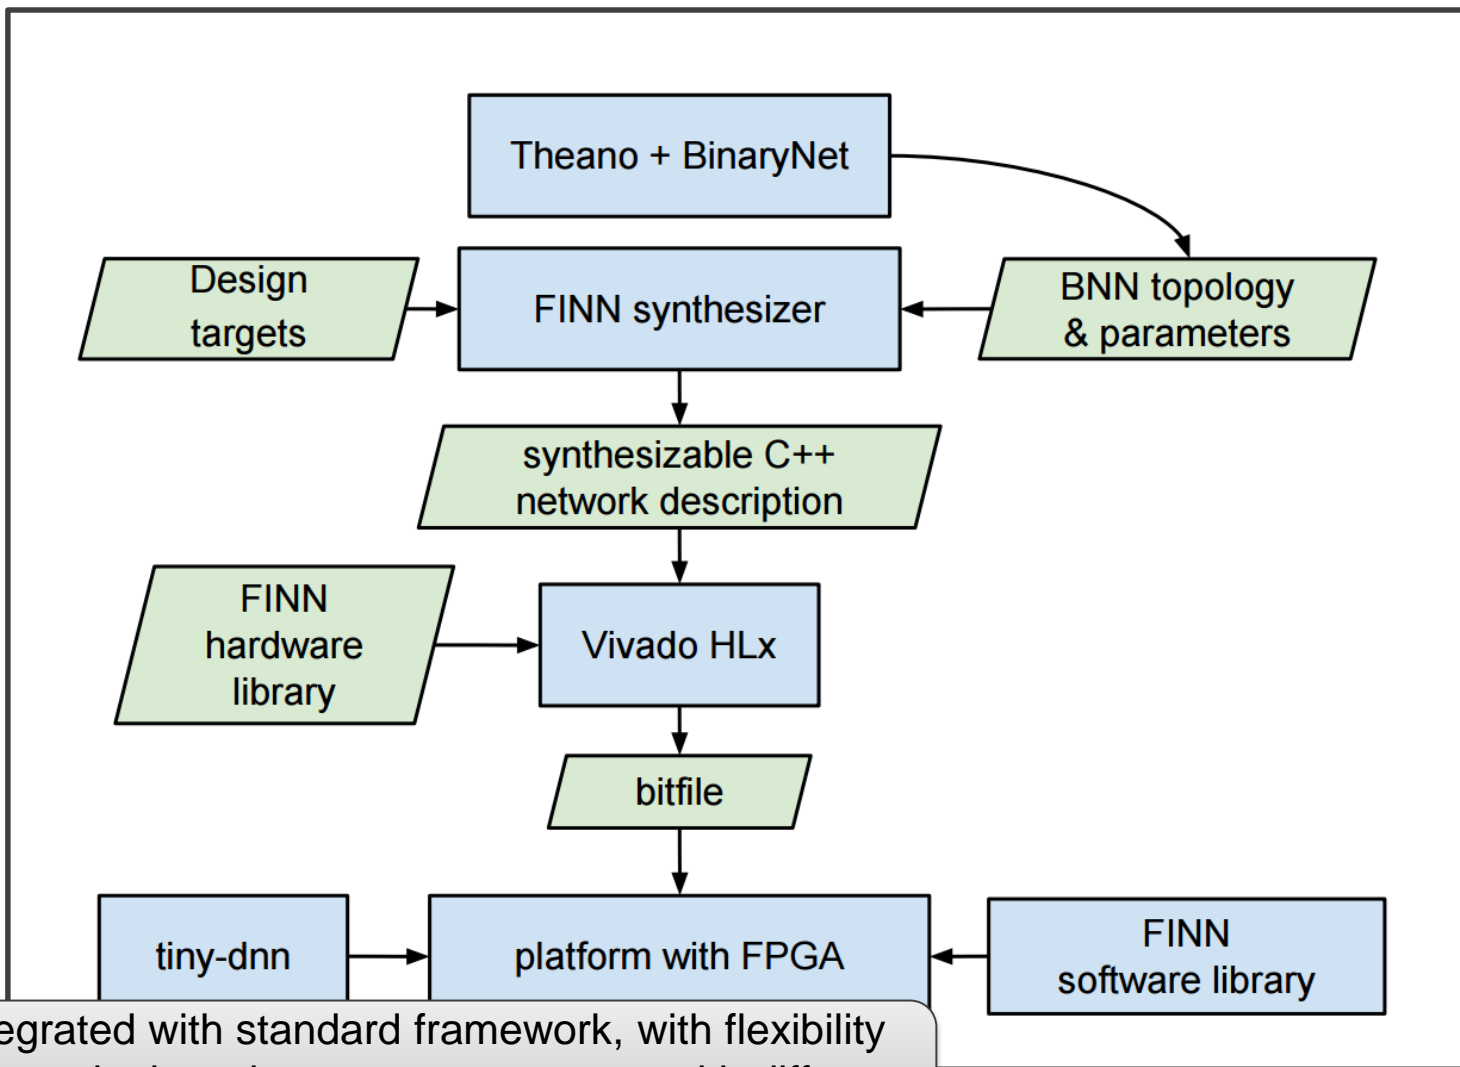 Theano + BinaryNet
Design
targets
FINN synthesizer
BNN topology
& parameters
synthesizable C++
network description
FINN
hardware
library
Vivado HLx
bitfile
tiny-dnn
platform with FPGA
FINN
software library
egrated with standard framework, with flexibility